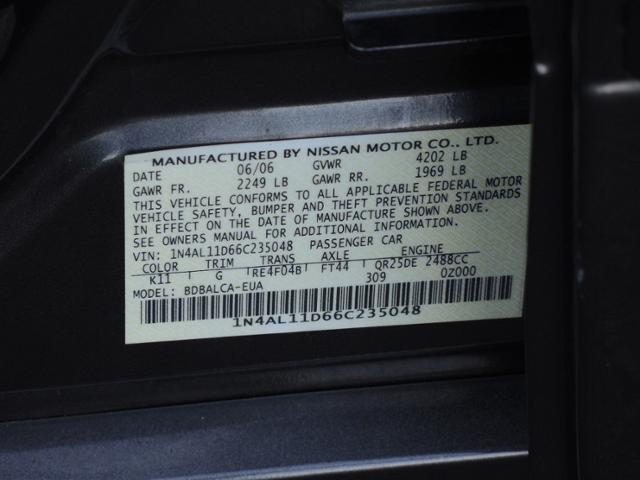 MANUFACTURED BY NISSAN MOTOR CO., LTD.
DATE 06/06 GVWR 4202 LB
GAWR FR. 2249 LB GAWR RR. 1969 LB
THIS VEHICLE CONFORMS TO ALL APPLICABLE FEDERAL MOTOR
VEHICLE SAFETY, BUMPER AND THEFT PREVENTION STANDARDS
IN EFFECT ON THE DATE OF MANUFACTURE SHOWN ABOVE.
SEE OWNERS MANUAL FOR ADDITIONAL INFORMATION.
VIN: 1N4AL11D66C235048 PASSENGER CAR
COLOR TRIM TRANS AXLE ENGINE
K11 G RE4F04B FT44 QR25DE 2488CC
MODEL: BDBALCA-EUA 309 0Z000
1N4AL11D66C235048